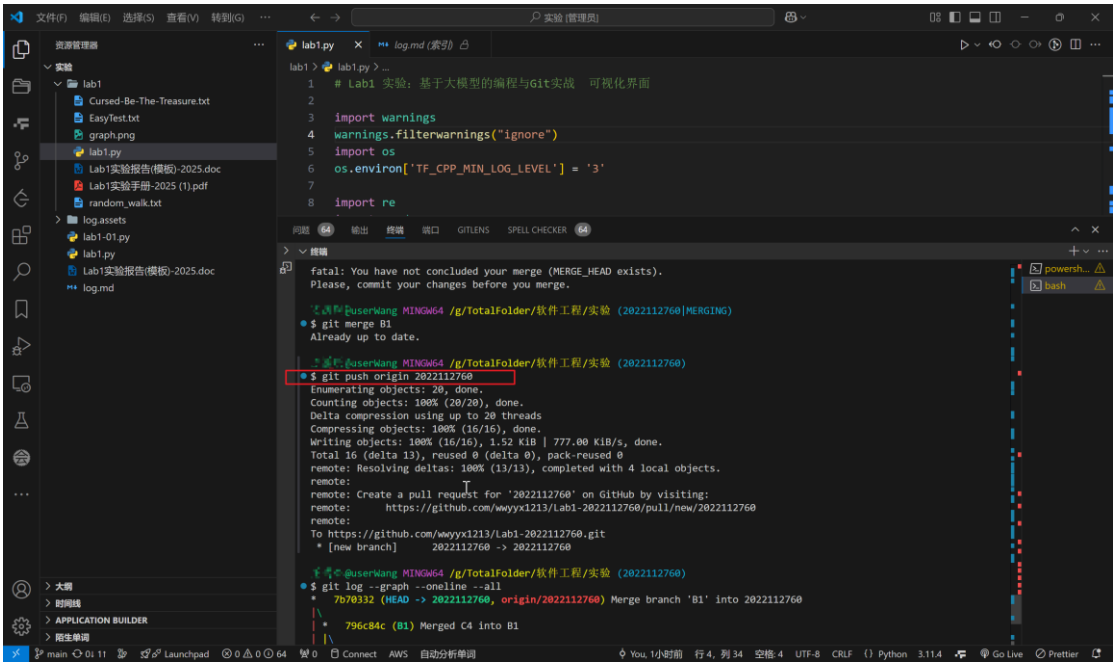 文件(F) 编辑(E) 选择(S) 查看(V) 转到(G) ··· 实验 [管理员]
资源管理器 ···
lab1.py
log.md (索引)
实验
lab1
Cursed-Be-The-Treasure.txt
EasyTest.txt
graph.png
lab1.py
Lab1实验报告(模板)-2025.doc
Lab1实验手册-2025 (1).pdf
random_walk.txt
log.assets
lab1-01.py
lab1.py
Lab1实验报告(模板)-2025.doc
log.md
大纲
时间线
APPLICATION BUILDER
陌生单词
lab1 > lab1.py > ...
1 # Lab1 实验：基于大模型的编程与Git实战 可视化界面
2
3 import warnings
4 warnings.filterwarnings("ignore")
5 import os
6 os.environ['TF_CPP_MIN_LOG_LEVEL'] = '3'
7
8 import re
问题 64 输出 终端 端口 GITLENS SPELL CHECKER 64
终端
powersh...
bash
fatal: You have not concluded your merge (MERGE_HEAD exists).
Please, commit your changes before you merge.
@userWang MINGW64 /g/TotalFolder/软件工程/实验 (2022112760|MERGING)
$ git merge B1
Already up to date.
@userWang MINGW64 /g/TotalFolder/软件工程/实验 (2022112760)
$ git push origin 2022112760
Enumerating objects: 20, done.
Counting objects: 100% (20/20), done.
Delta compression using up to 20 threads
Compressing objects: 100% (16/16), done.
Writing objects: 100% (16/16), 1.52 KiB | 777.00 KiB/s, done.
Total 16 (delta 13), reused 0 (delta 0), pack-reused 0
remote: Resolving deltas: 100% (13/13), completed with 4 local objects.
remote:
remote: Create a pull request for '2022112760' on GitHub by visiting:
remote: https://github.com/wwyyx1213/Lab1-2022112760/pull/new/2022112760
remote:
To https://github.com/wwyyx1213/Lab1-2022112760.git
* [new branch] 2022112760 -> 2022112760
@userWang MINGW64 /g/TotalFolder/软件工程/实验 (2022112760)
$ git log --graph --oneline --all
* 7b70332 (HEAD -> 2022112760, origin/2022112760) Merge branch 'B1' into 2022112760
|\
| * 796c84c (B1) Merged C4 into B1
| |\
main 0↓ 11 Launchpad 0 0 64 0 Connect AWS 自动分析单词 You, 1小时前 行 4, 列 34 空格: 4 UTF-8 CRLF {} Python 3.11.4 Go Live Prettier